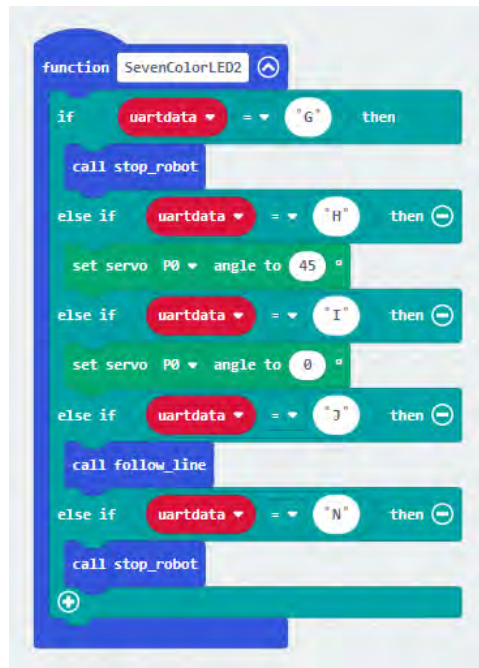 function SevenColorLED2
if uartdata = "G" then
call stop_robot
else if uartdata = "H" then
set servo P0 angle to 45 °
else if uartdata = "I" then
set servo P0 angle to 0 °
else if uartdata = "J" then
call follow_line
else if uartdata = "N" then
call stop_robot